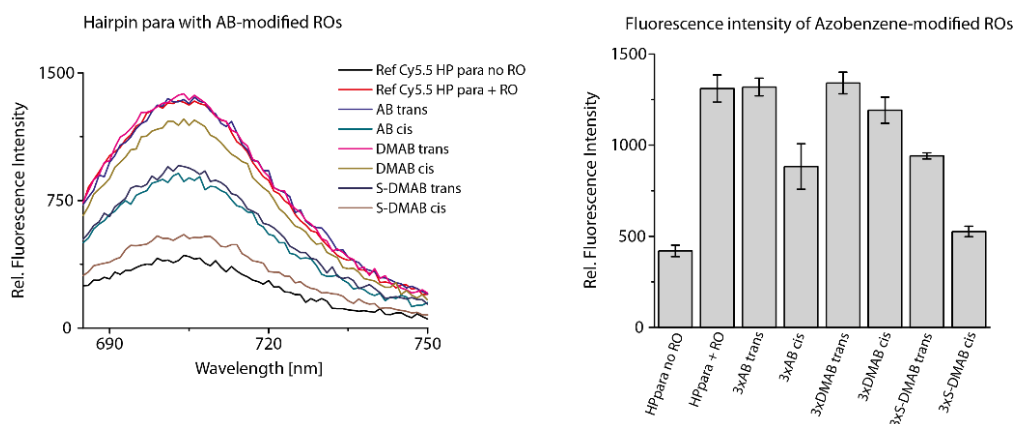 Hairpin para with AB-modified ROs
Rel. Fluorescence Intensity
1500
750
0
690
720
750
Wavelength [nm]
Ref Cy5.5 HP para no RO
Ref Cy5.5 HP para + RO
AB trans
AB cis
DMAB trans
DMAB cis
S-DMAB trans
S-DMAB cis
Fluorescence intensity of Azobenzene-modified ROs
Rel. Fluorescence Intensity
1500
1000
500
0
HPpara no RO
HPpara + RO
3xAB trans
3xAB cis
3xDMAB trans
3xDMAB cis
3xS-DMAB trans
3xS-DMAB cis